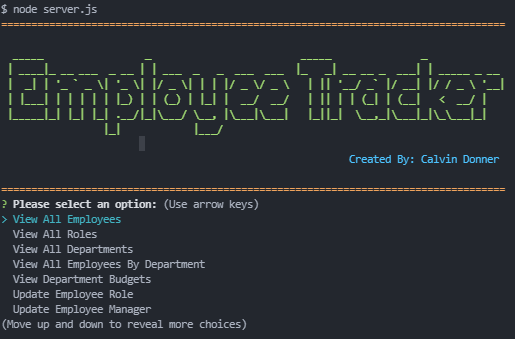 $ node server.js
Employee Tracker
Created By: Calvin Donner
? Please select an option: (Use arrow keys)
> View All Employees
View All Roles
View All Departments
View All Employees By Department
View Department Budgets
Update Employee Role
Update Employee Manager
(Move up and down to reveal more choices)